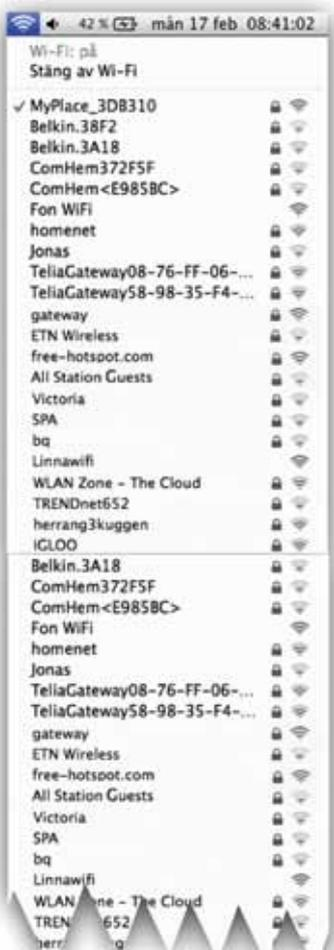 42 % mån 17 feb 08:41:02
Wi-Fi: på
Stäng av Wi-Fi
✓ MyPlace_3DB310
Belkin.38F2
Belkin.3A18
ComHem372F5F
ComHem<E985BC>
Fon WiFi
homenet
Jonas
TeliaGateway08-76-FF-06-...
TeliaGateway58-98-35-F4-...
gateway
ETN Wireless
free-hotspot.com
All Station Guests
Victoria
SPA
bq
Linnawifi
WLAN Zone - The Cloud
TRENDnet652
herrang3kuggen
IGLOO
Belkin.3A18
ComHem372F5F
ComHem<E985BC>
Fon WiFi
homenet
Jonas
TeliaGateway08-76-FF-06-...
TeliaGateway58-98-35-F4-...
gateway
ETN Wireless
free-hotspot.com
All Station Guests
Victoria
SPA
bq
Linnawifi
WLAN The Cloud